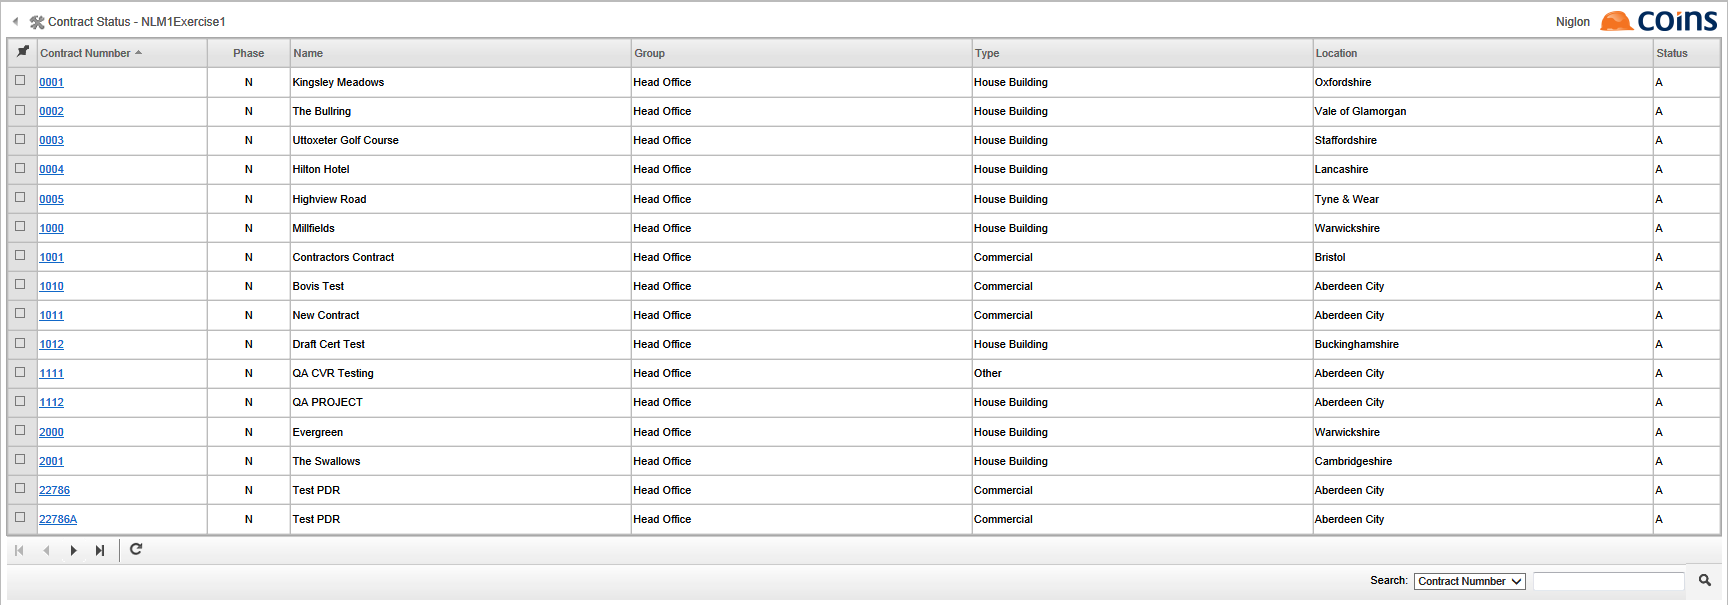 Contract Status - NLM1Exercise1 Niglon coins
Contract Numnber Phase Name Group Type Location Status
0001 N Kingsley Meadows Head Office House Building Oxfordshire A
0002 N The Bullring Head Office House Building Vale of Glamorgan A
0003 N Uttoxeter Golf Course Head Office House Building Staffordshire A
0004 N Hilton Hotel Head Office House Building Lancashire A
0005 N Highview Road Head Office House Building Tyne & Wear A
1000 N Millfields Head Office House Building Warwickshire A
1001 N Contractors Contract Head Office Commercial Bristol A
1010 N Bovis Test Head Office Commercial Aberdeen City A
1011 N New Contract Head Office Commercial Aberdeen City A
1012 N Draft Cert Test Head Office House Building Buckinghamshire A
1111 N QA CVR Testing Head Office Other Aberdeen City A
1112 N QA PROJECT Head Office House Building Aberdeen City A
2000 N Evergreen Head Office House Building Warwickshire A
2001 N The Swallows Head Office House Building Cambridgeshire A
22786 N Test PDR Head Office Commercial Aberdeen City A
22786A N Test PDR Head Office Commercial Aberdeen City A
Search: Contract Numnber